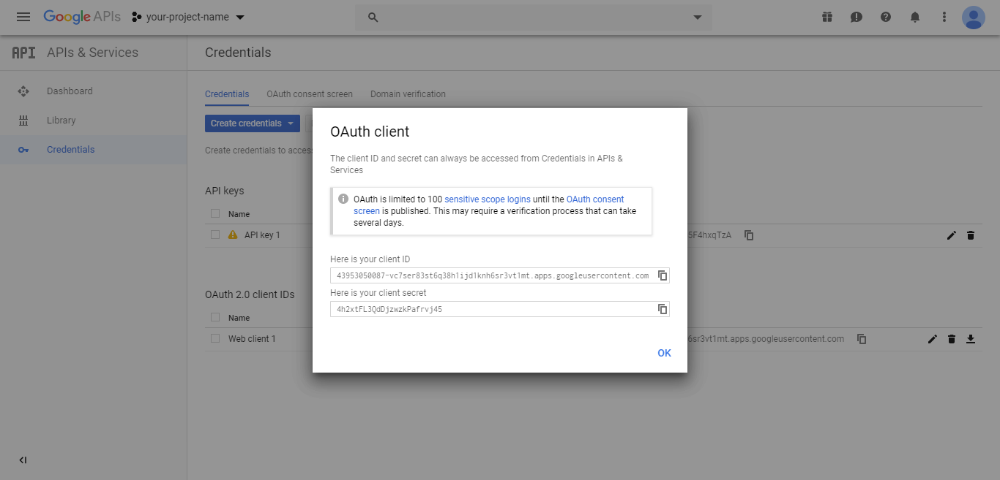 Google APIs your-project-name
API APIs & Services
Credentials
Dashboard
Library
Credentials
Credentials OAuth consent screen Domain verification
Create credentials
Create credentials to access
API keys
Name
API key 1 5F4hxqTzA
OAuth 2.0 client IDs
Name
Web client 1 6sr3vt1mt.apps.googleusercontent.com
OAuth client
The client ID and secret can always be accessed from Credentials in APIs &
Services
OAuth is limited to 100 sensitive scope logins until the OAuth consent
screen is published. This may require a verification process that can take
several days.
Here is your client ID
43953050087-vc7ser83st6q38h1ijd1knh6sr3vt1mt.apps.googleusercontent.com
Here is your client secret
4h2xtFL3QdDjzwzkPafrvj45
OK